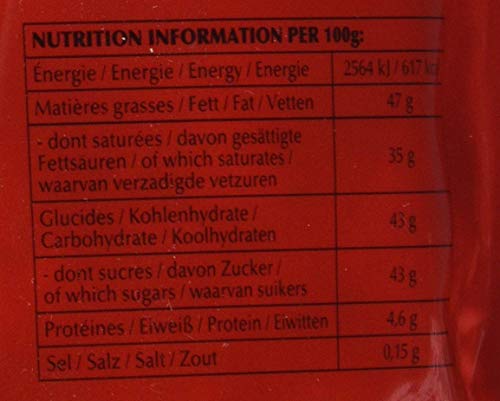 NUTRITION INFORMATION PER 100g:
Énergie / Energie / Energy / Energie 2564 kJ / 617
Matières grasses / Fett / Fat / Vetten 47 g
- dont saturées / davon gesättigte
Fettsäuren / of which saturates / 35 g
waarvan verzadigde vetzuren
Glucides / Kohlenhydrate / 43 g
Carbohydrate / Koolhydraten
- dont sucres / davon Zucker / 43 g
of which sugars / waarvan suikers
Protéines / Eiweiß / Protein / Eiwitten 4,6 g
Sel / Salz / Salt / Zout 0,15 g